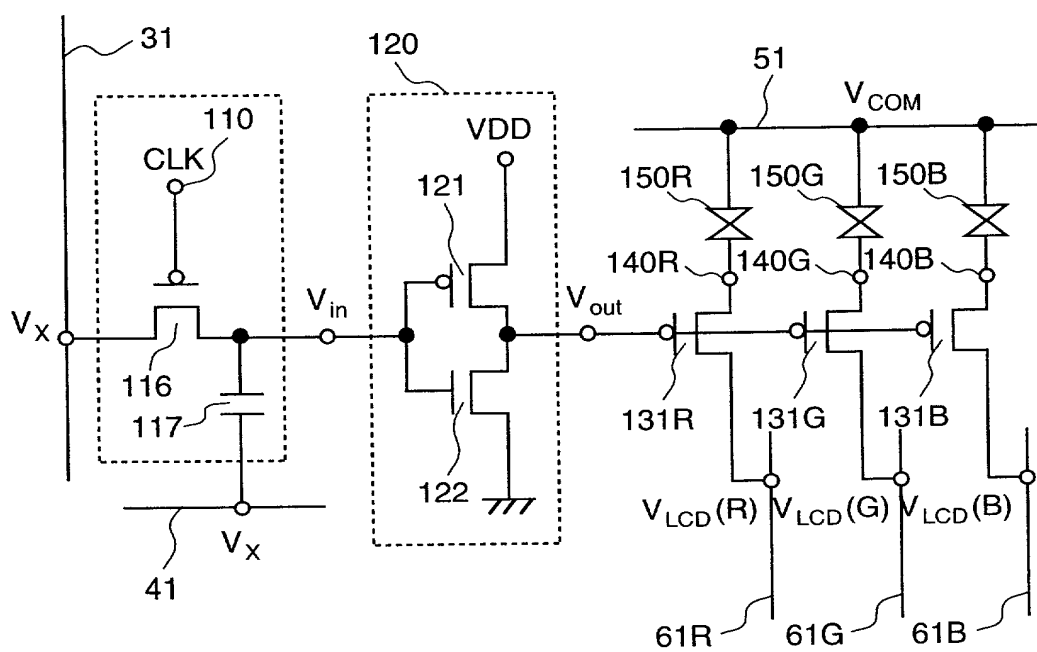 31
120
51
V_COM
110
CLK
VDD
121
150R
150G
150B
140R
140G
140B
V_in
V_out
V_X
116
117
131R
131G
131B
122
V_LCD(R)
V_LCD(G)
V_LCD(B)
V_X
41
61R
61G
61B